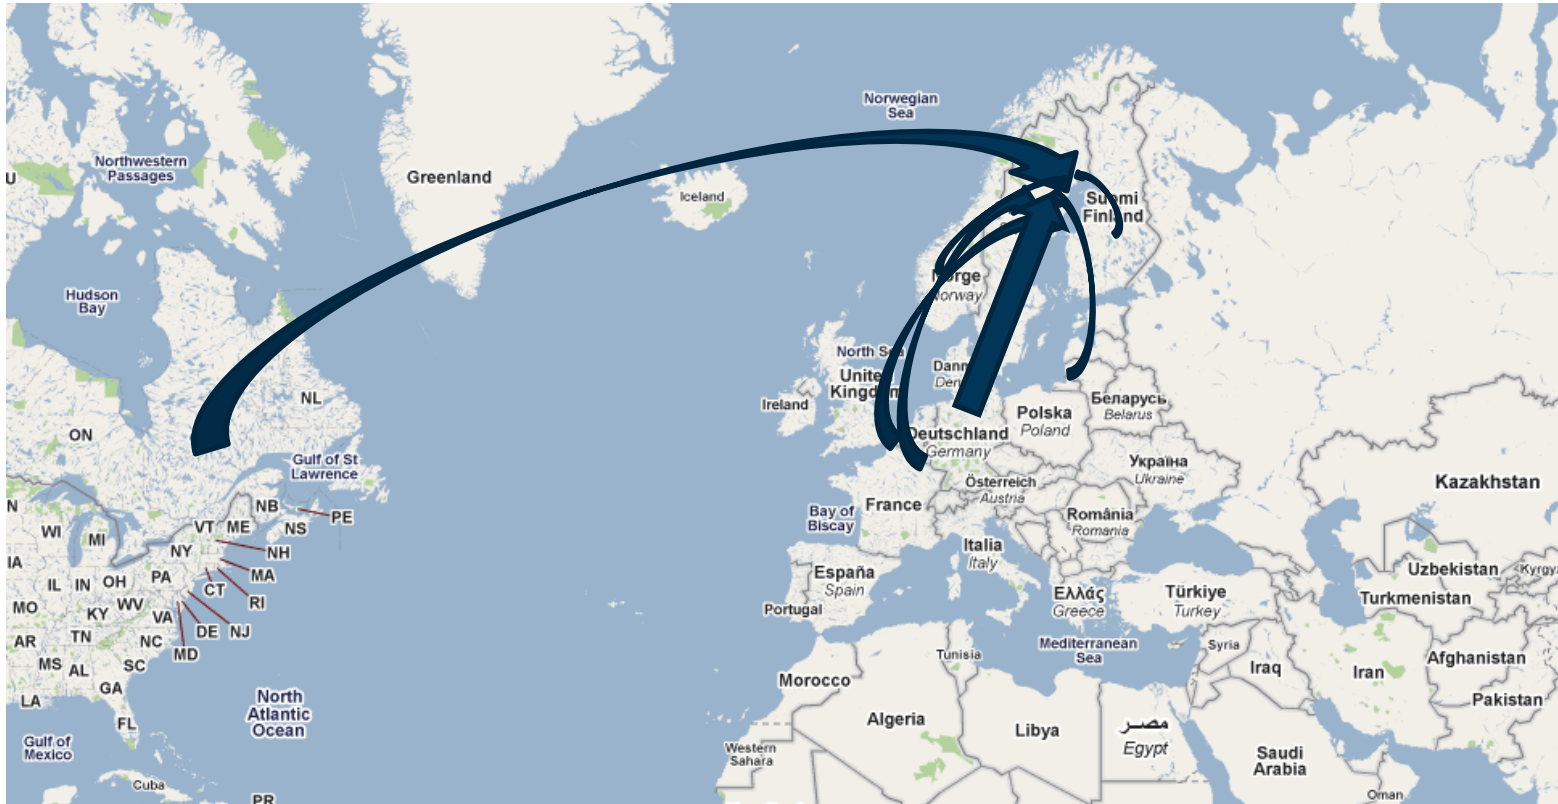 Norwegian
Sea
Northwestern
Passages
U
Greenland
Iceland
Suomi
Finland
Hudson
Bay
Norge
Norway
North Sea
United
Kingdom
Ireland
Deutschland
Germany
Polska
Poland
Беларусь
Belarus
NL
ON
Gulf of St
Lawrence
Україна
Ukraine
Österreich
Austria
Kazakhstan
France
Bay of
Biscay
România
Romania
N
WI
MI
NB
PE
NS
VT
ME
NY
NH
IA
MA
Italia
Italy
Uzbekistan
Kyrgy
IL
IN
OH
PA
CT
RI
España
Spain
Portugal
Ελλάς
Greece
Türkiye
Turkey
Turkmenistan
MO
KY
WV
VA
DE
NJ
MD
AR
TN
NC
Mediterranean
Sea
Syria
Tunisia
Iraq
Iran
Afghanistan
MS
AL
SC
GA
LA
Morocco
Pakistan
North
Atlantic
Ocean
FL
Algeria
Libya
مصر
Egypt
Gulf of
Mexico
Western
Sahara
Saudi
Arabia
Cuba
Oman
PR